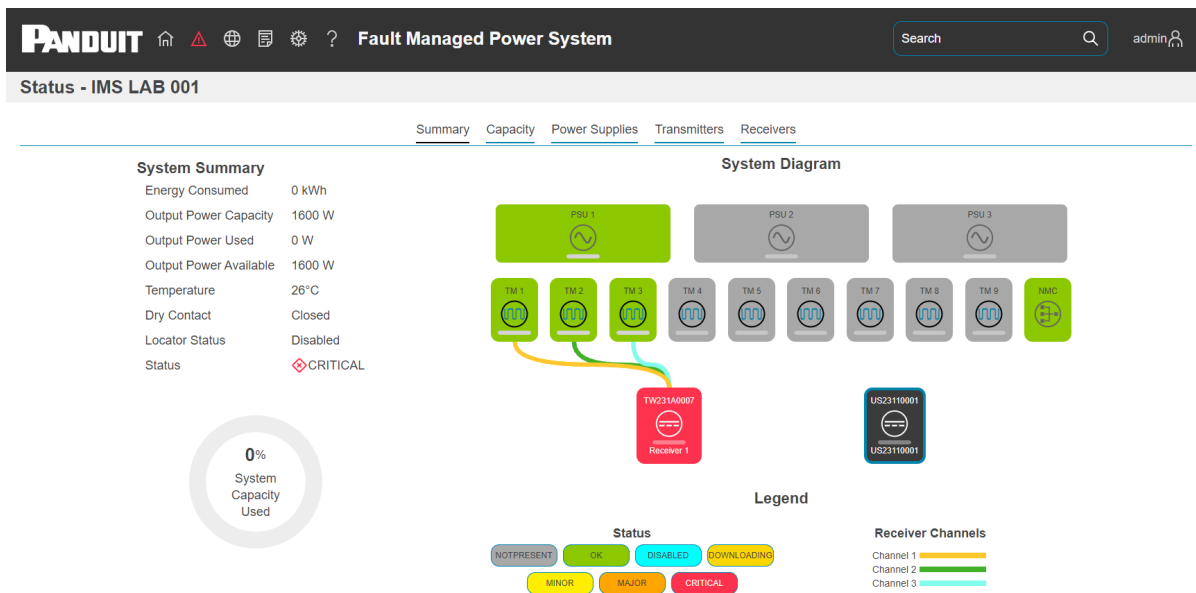 PANDUIT ? Fault Managed Power System Search admin
Status - IMS LAB 001
Summary Capacity Power Supplies Transmitters Receivers
System Summary
Energy Consumed 0 kWh
Output Power Capacity 1600 W
Output Power Used 0 W
Output Power Available 1600 W
Temperature 26°C
Dry Contact Closed
Locator Status Disabled
Status CRITICAL
0%
System
Capacity
Used
System Diagram
PSU 1 PSU 2 PSU 3
TM 1 TM 2 TM 3 TM 4 TM 5 TM 6 TM 7 TM 8 TM 9 NMC
TW231A0007
Receiver 1
US23110001
US23110001
Legend
Status
NOTPRESENT OK DISABLED DOWNLOADING
MINOR MAJOR CRITICAL
Receiver Channels
Channel 1
Channel 2
Channel 3